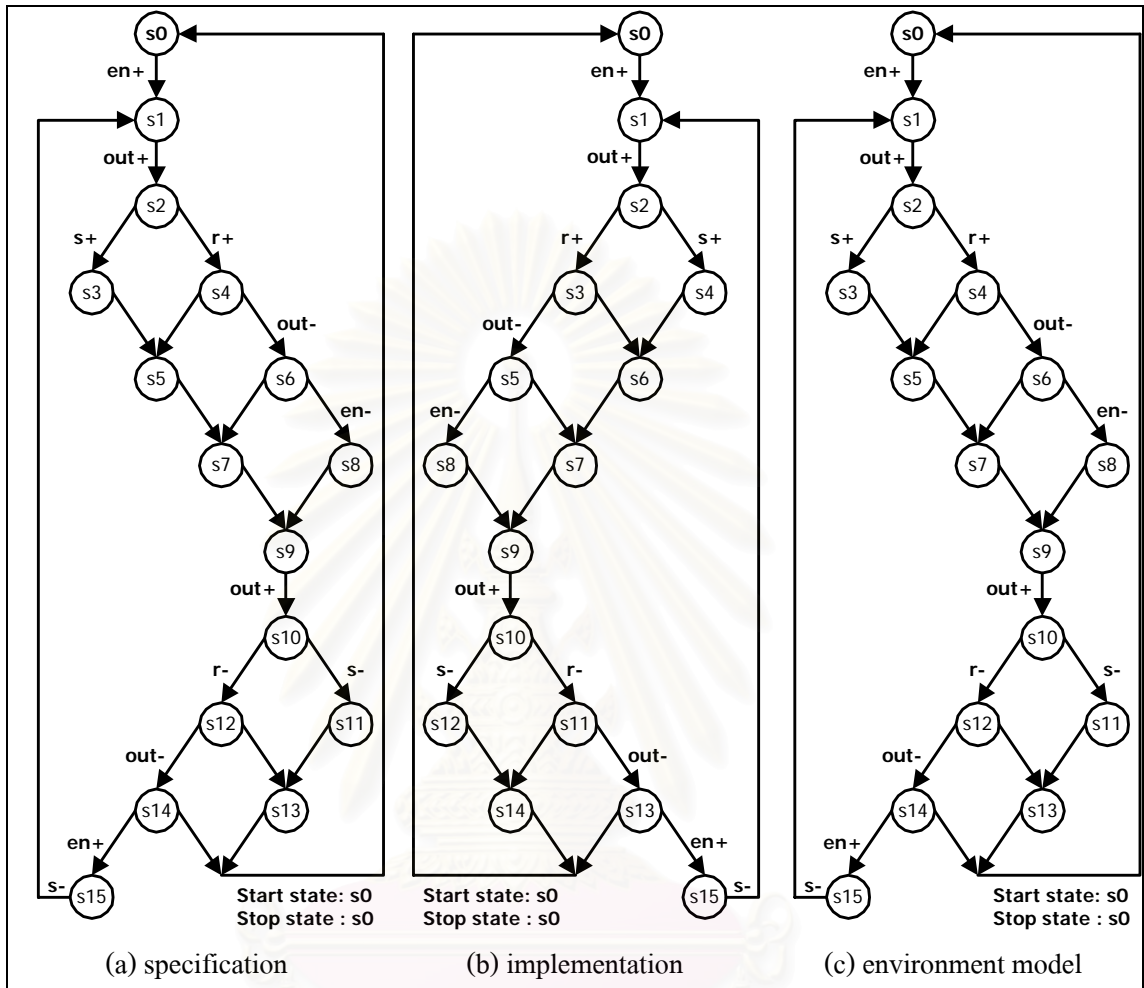 s0
en+
s1
out+
s2
s+
r+
s3
s4
out-
s5
s6
en-
s7
s8
s9
out+
s10
r-
s-
s12
s11
out-
s14
s13
en+
s-
s15
Start state: s0
Stop state : s0
(a) specification
s0
en+
s1
out+
s2
r+
s+
s3
s4
out-
s5
s6
en-
s8
s7
s9
out+
s10
s-
r-
s12
s11
out-
s14
s13
en+
s-
s15
Start state: s0
Stop state : s0
(b) implementation
s0
en+
s1
out+
s2
s+
r+
s3
s4
out-
s5
s6
en-
s7
s8
s9
out+
s10
r-
s-
s12
s11
out-
s14
s13
en+
s-
s15
Start state: s0
Stop state : s0
(c) environment model